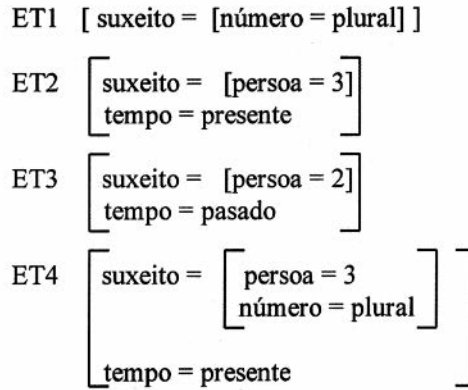 ET1 [ suxeito = [número = plural] ]
ET2 suxeito = [persoa = 3]
tempo = presente
ET3 suxeito = [persoa = 2]
tempo = pasado
ET4 suxeito = persoa = 3
número = plural
tempo = presente